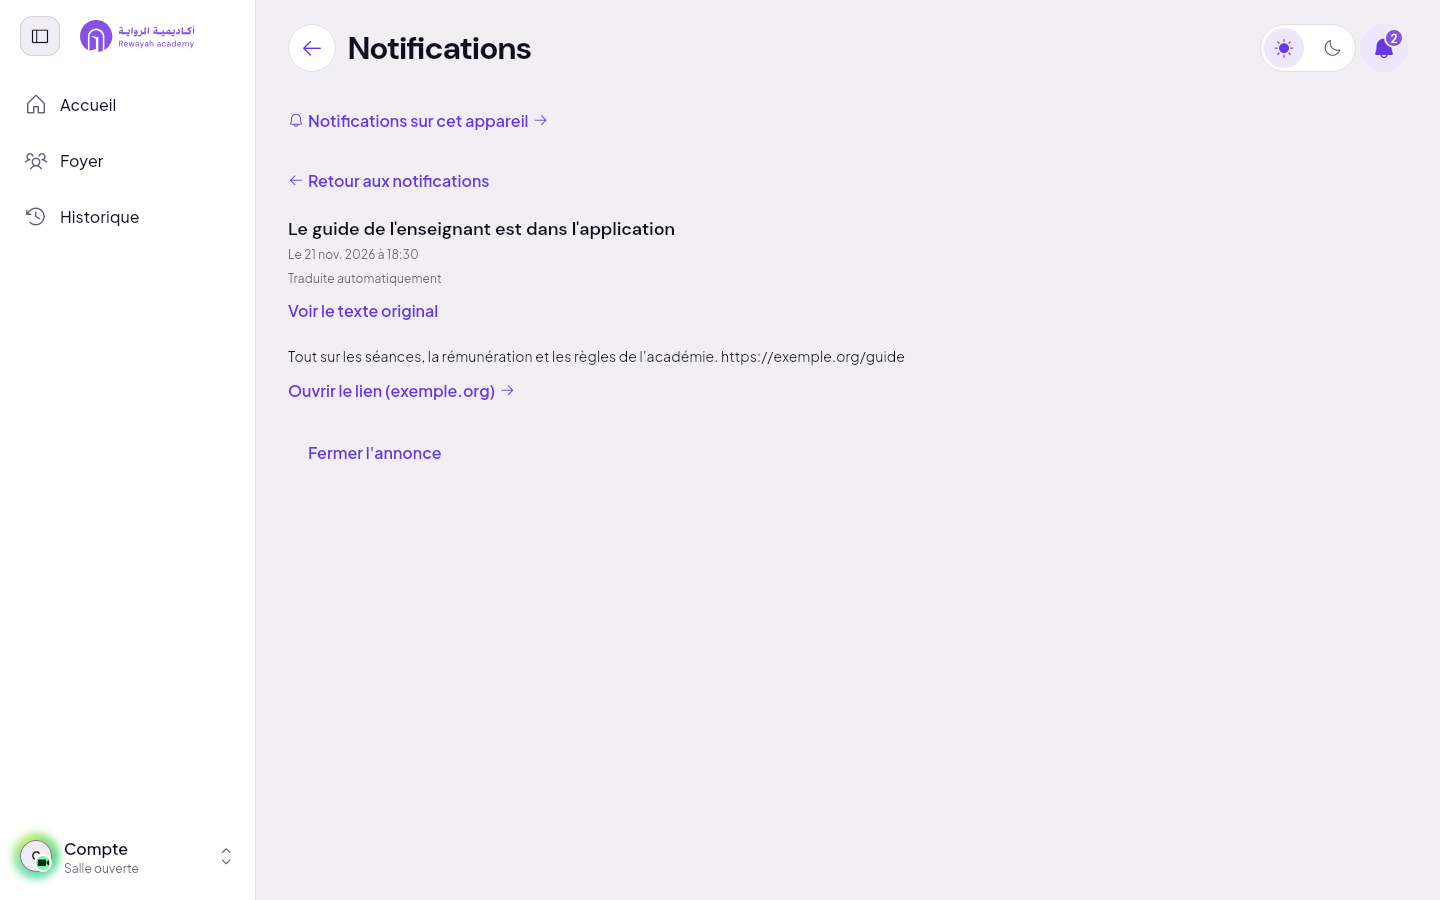 أكاديمية الرواية
Rewayah academy
Accueil
Foyer
Historique
Compte
Salle ouverte
Notifications
2
Notifications sur cet appareil
Retour aux notifications
Le guide de l'enseignant est dans l'application
Le 21 nov. 2026 à 18:30
Traduite automatiquement
Voir le texte original
Tout sur les séances, la rémunération et les règles de l'académie. https://exemple.org/guide
Ouvrir le lien (exemple.org)
Fermer l'annonce